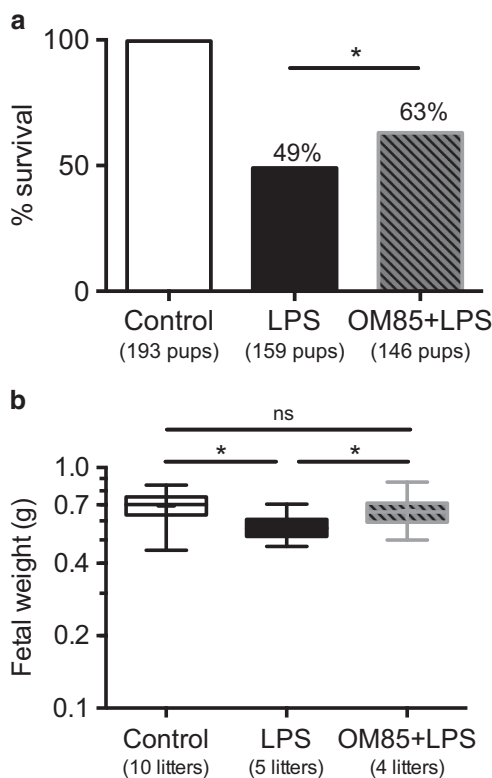 a
% survival
100
50
0
*
49%
63%
Control
LPS
OM85+LPS
(193 pups)
(159 pups)
(146 pups)
b
Fetal weight (g)
ns
*
*
1.0
0.7
0.4
0.2
0.1
Control
LPS
OM85+LPS
(10 litters)
(5 litters)
(4 litters)